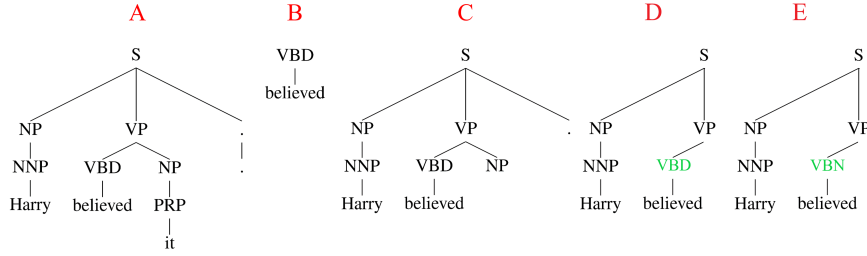 A B C D E
S VBD S S S
believed
NP VP . NP VP . NP VP NP VP
NNP VBD NP . NNP VBD NP NNP VBD NNP VBN
Harry believed PRP Harry believed Harry believed Harry believed
it